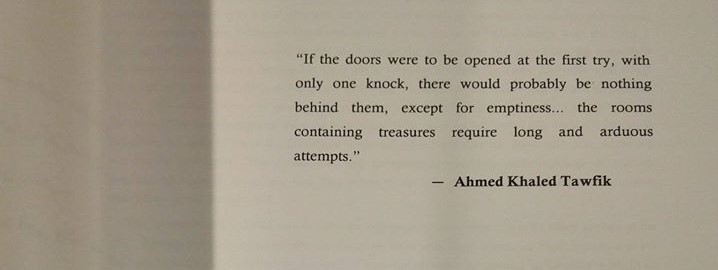 “If the doors were to be opened at the first try, with
only one knock, there would probably be nothing
behind them, except for emptiness... the rooms
containing treasures require long and arduous
attempts.”
— Ahmed Khaled Tawfik